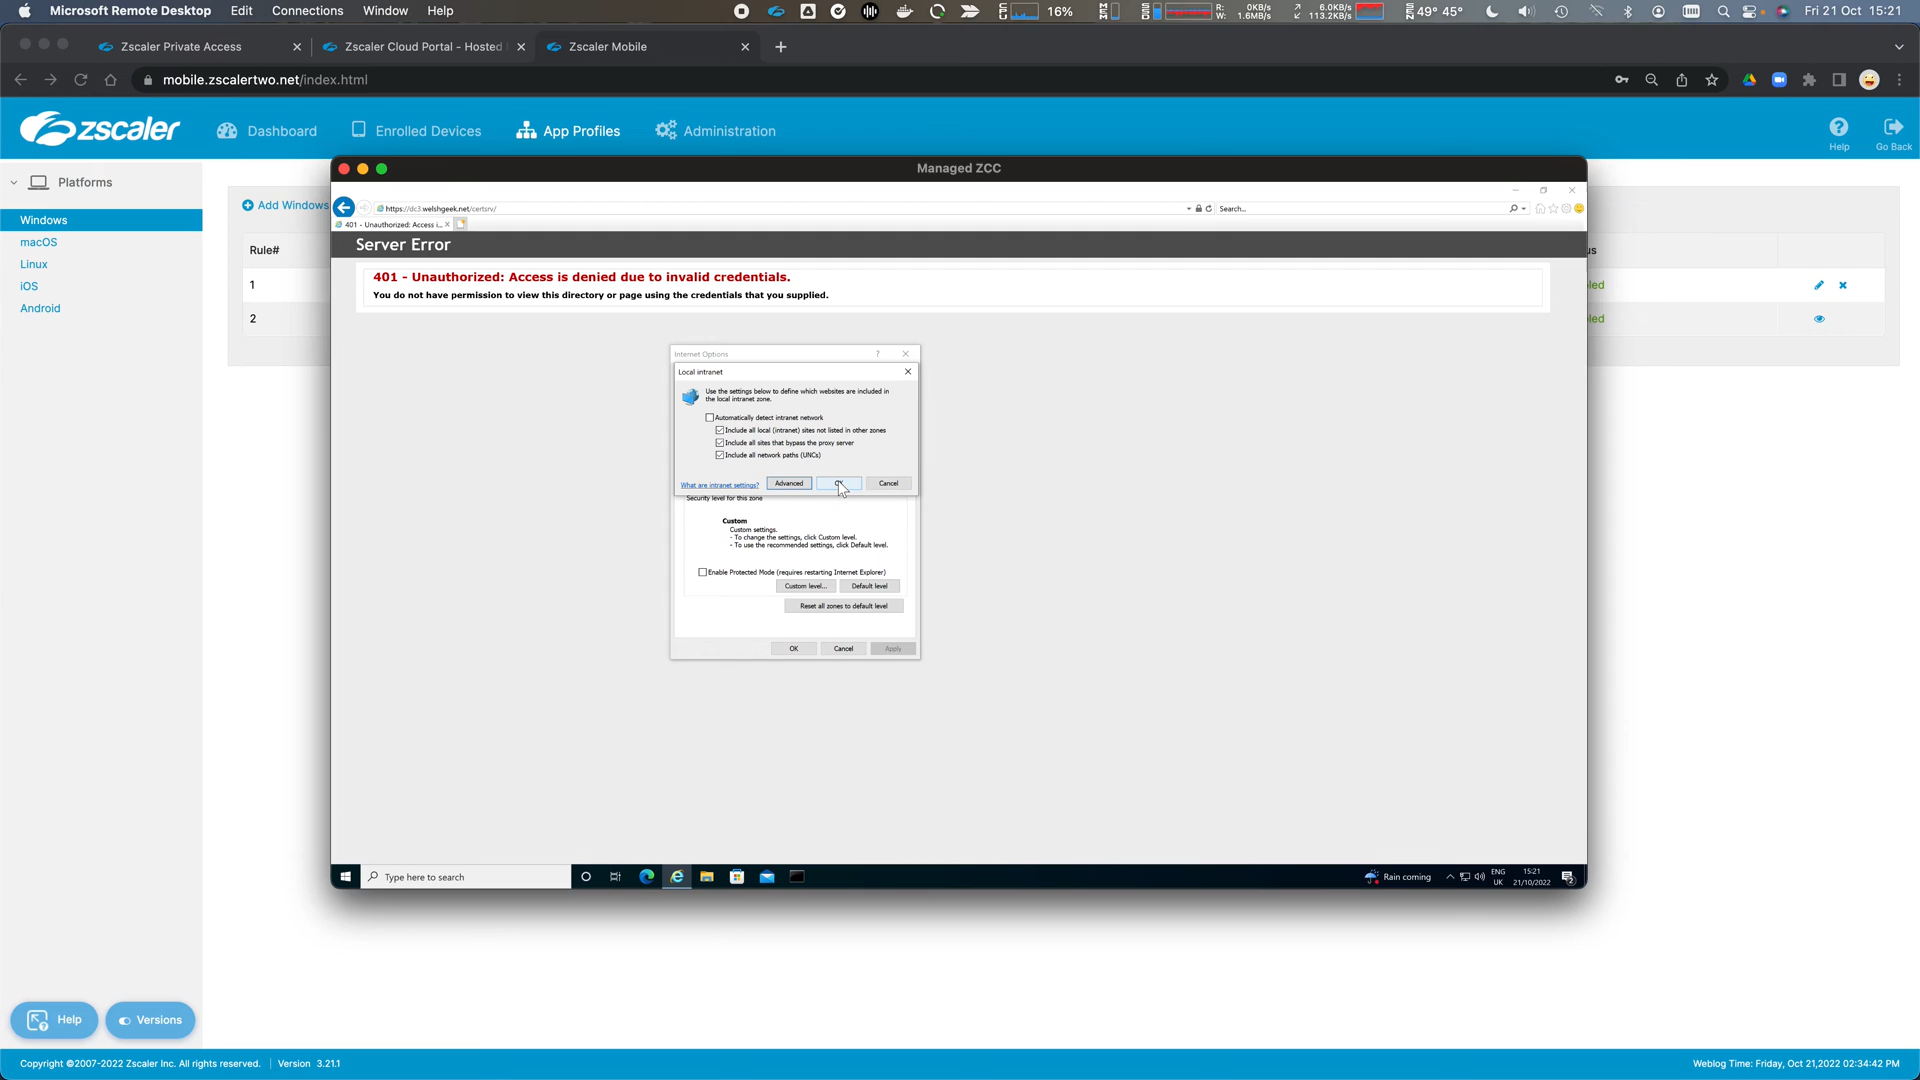 Microsoft Remote Desktop Edit Connections Window Help 16% R: 0KB/s W: 1.6MB/s 6.0KB/s 113.2KB/s 49° 45° Fri 21 Oct 15:21
Zscaler Private Access Zscaler Cloud Portal - Hosted Zscaler Mobile
mobile.zscalertwo.net/index.html
zscaler Dashboard Enrolled Devices App Profiles Administration Help Go Back
Platforms
Windows
macOS
Linux
iOS
Android
Add Windows
Rule#
1
2
Managed ZCC
https://dc3.welshgeek.net/certsrv/ Search...
401 - Unauthorized: Access i...
Server Error
401 - Unauthorized: Access is denied due to invalid credentials.
You do not have permission to view this directory or page using the credentials that you supplied.
Internet Options ?
Local intranet
Use the settings below to define which websites are included in
the local intranet zone.
Automatically detect intranet network
Include all local (intranet) sites not listed in other zones
Include all sites that bypass the proxy server
Include all network paths (UNCs)
What are intranet settings? Advanced Cancel
Security level for this zone
Custom
Custom settings.
- To change the settings, click Custom level.
- To use the recommended settings, click Default level.
Enable Protected Mode (requires restarting Internet Explorer)
Custom level... Default level
Reset all zones to default level
OK Cancel Apply
Type here to search Rain coming ENG UK 15:21 21/10/2022 2
us
led
led
Help Versions
Copyright ©2007-2022 Zscaler Inc. All rights reserved. | Version 3.21.1 Weblog Time: Friday, Oct 21,2022 02:34:42 PM